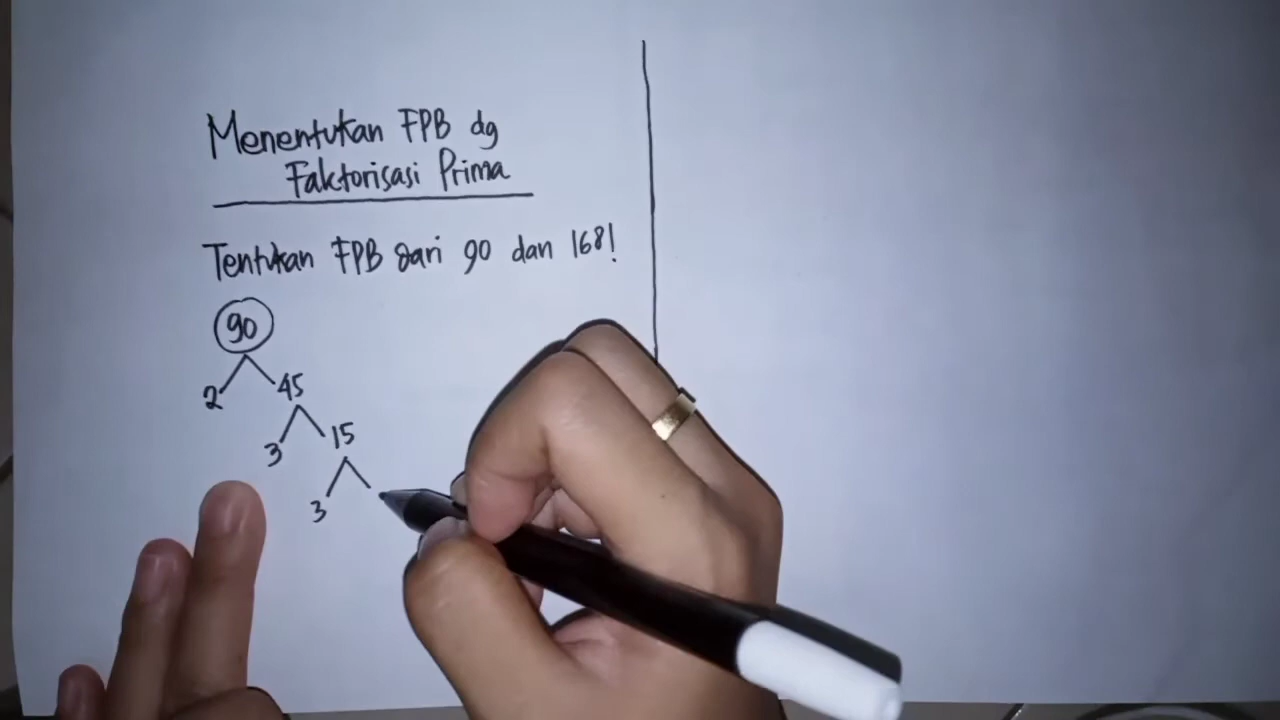 Menentukan FPB dg
Faktorisasi Prima
Tentukan FPB dari 90 dan 168!
90
2 45
3 15
3